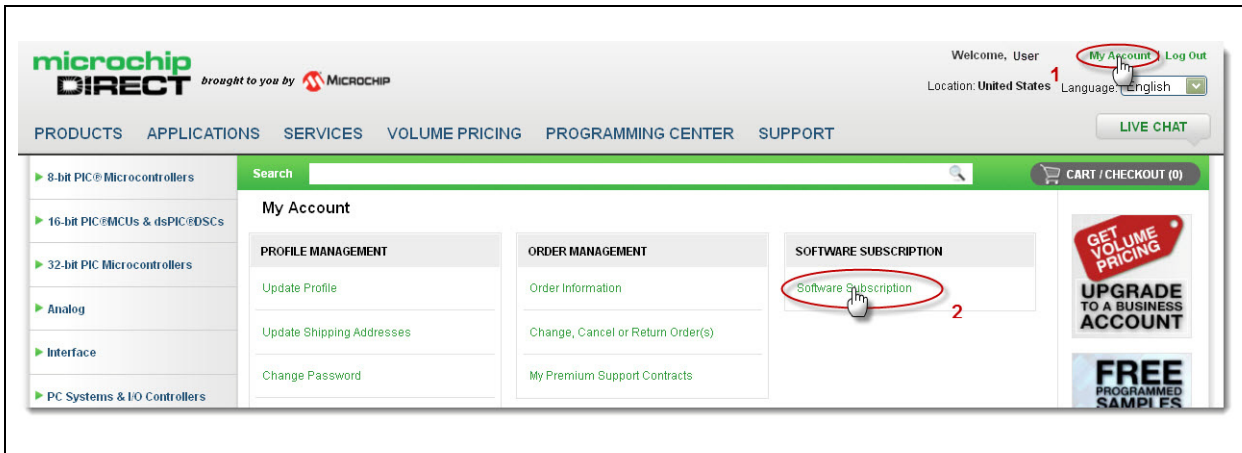 microchip
DIRECT brought to you by MICROCHIP
Welcome, User
1 My Account | Log Out
Location: United States Language: English
PRODUCTS APPLICATIONS SERVICES VOLUME PRICING PROGRAMMING CENTER SUPPORT
LIVE CHAT
8-bit PIC® Microcontrollers
16-bit PIC®MCUs & dsPIC®DSCs
32-bit PIC Microcontrollers
Analog
Interface
PC Systems & I/O Controllers
Search
CART / CHECKOUT (0)
My Account
PROFILE MANAGEMENT
Update Profile
Update Shipping Addresses
Change Password
ORDER MANAGEMENT
Order Information
Change, Cancel or Return Order(s)
My Premium Support Contracts
SOFTWARE SUBSCRIPTION
Software Subscription
2
GET
VOLUME
PRICING
UPGRADE
TO A BUSINESS
ACCOUNT
FREE
PROGRAMMED
SAMPLES